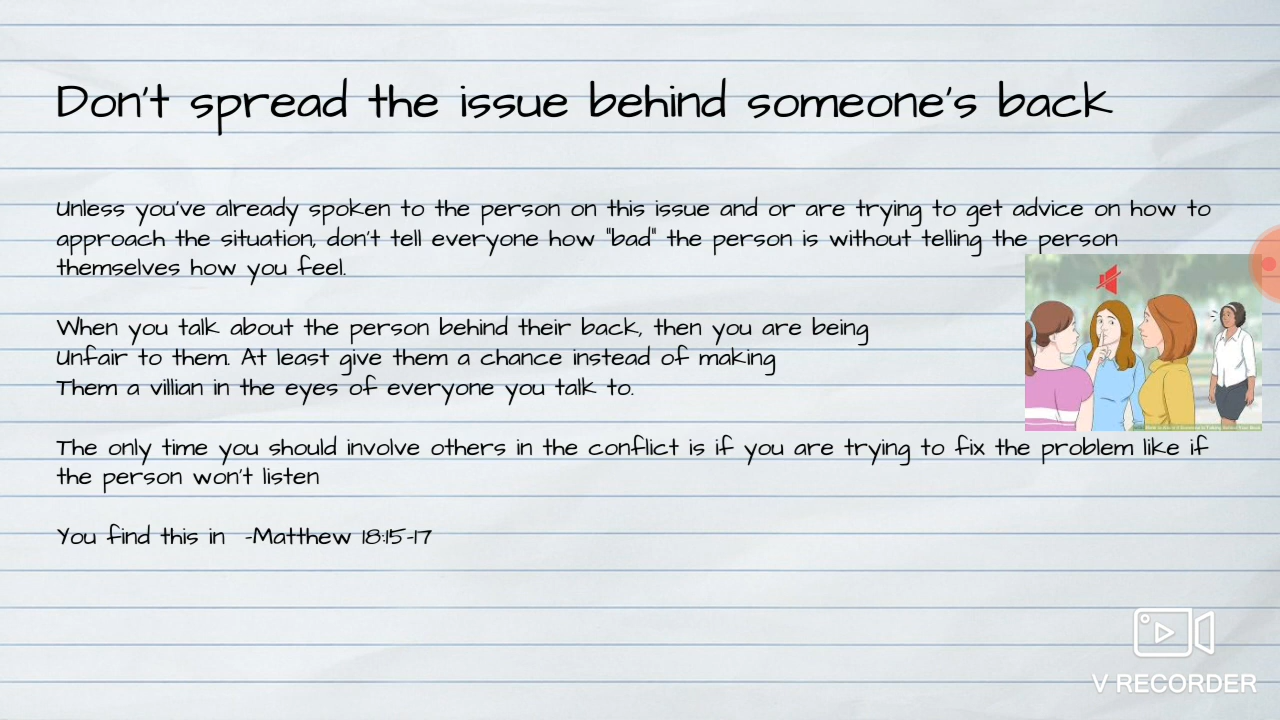 Don't spread the issue behind someone's back
Unless you've already spoken to the person on this issue and or are trying to get advice on how to
approach the situation, don't tell everyone how "bad" the person is without telling the person
themselves how you feel.
When you talk about the person behind their back, then you are being
Unfair to them. At least give them a chance instead of making
Them a villian in the eyes of everyone you talk to.
The only time you should involve others in the conflict is if you are trying to fix the problem like if
the person won't listen
You find this in -Matthew 18:15-17
V RECORDER